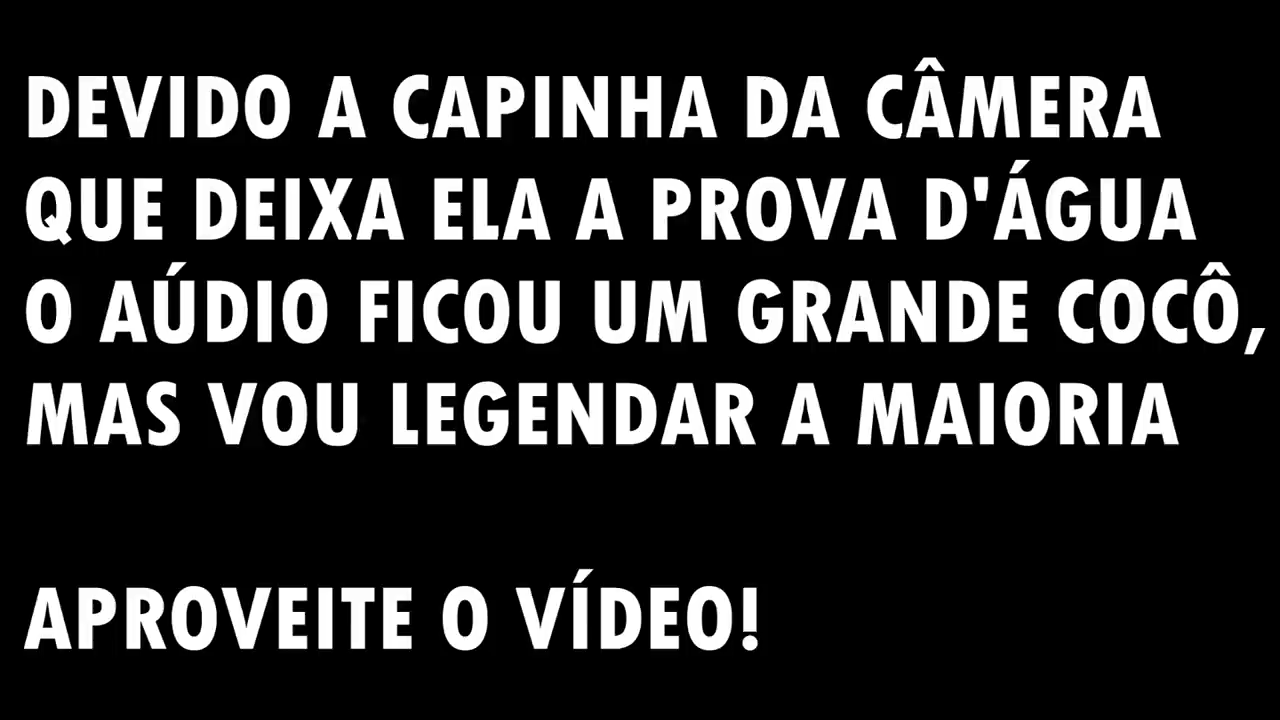 DEVIDO A CAPINHA DA CÂMERA
QUE DEIXA ELA A PROVA D'ÁGUA
O AÚDIO FICOU UM GRANDE COCÔ,
MAS VOU LEGENDAR A MAIORIA
APROVEITE O VÍDEO!